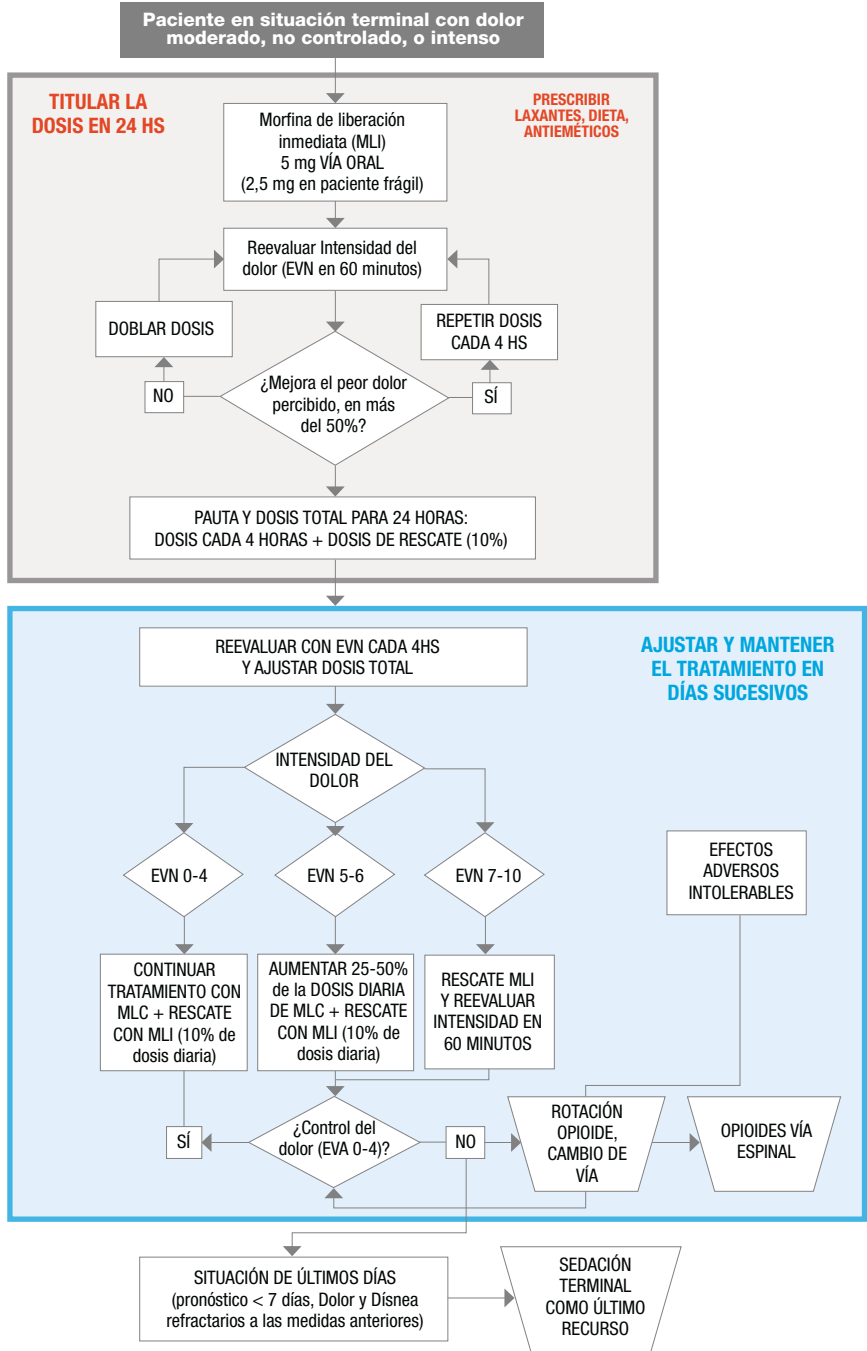 Paciente en situación terminal con dolor
moderado, no controlado, o intenso
TITULAR LA
DOSIS EN 24 HS
PRESCRIBIR
LAXANTES, DIETA,
ANTIEMÉTICOS
Morfina de liberación
inmediata (MLI)
5 mg VÍA ORAL
(2,5 mg en paciente frágil)
Reevaluar Intensidad del
dolor (EVN en 60 minutos)
DOBLAR DOSIS
REPETIR DOSIS
CADA 4 HS
NO
SÍ
¿Mejora el peor dolor
percibido, en más
del 50%?
PAUTA Y DOSIS TOTAL PARA 24 HORAS:
DOSIS CADA 4 HORAS + DOSIS DE RESCATE (10%)
REEVALUAR CON EVN CADA 4HS
Y AJUSTAR DOSIS TOTAL
AJUSTAR Y MANTENER
EL TRATAMIENTO EN
DÍAS SUCESIVOS
INTENSIDAD DEL
DOLOR
EVN 0-4
EVN 5-6
EVN 7-10
EFECTOS
ADVERSOS
INTOLERABLES
CONTINUAR
TRATAMIENTO CON
MLC + RESCATE
CON MLI (10% de
dosis diaria)
AUMENTAR 25-50%
de la DOSIS DIARIA
DE MLC + RESCATE
CON MLI (10% de
dosis diaria)
RESCATE MLI
Y REEVALUAR
INTENSIDAD EN
60 MINUTOS
SÍ
¿Control del
dolor (EVA 0-4)?
NO
ROTACIÓN
OPIOIDE,
CAMBIO DE
VÍA
OPIOIDES VÍA
ESPINAL
SITUACIÓN DE ÚLTIMOS DÍAS
(pronóstico < 7 días, Dolor y Dísnea
refractarios a las medidas anteriores)
SEDACIÓN
TERMINAL
COMO ÚLTIMO
RECURSO